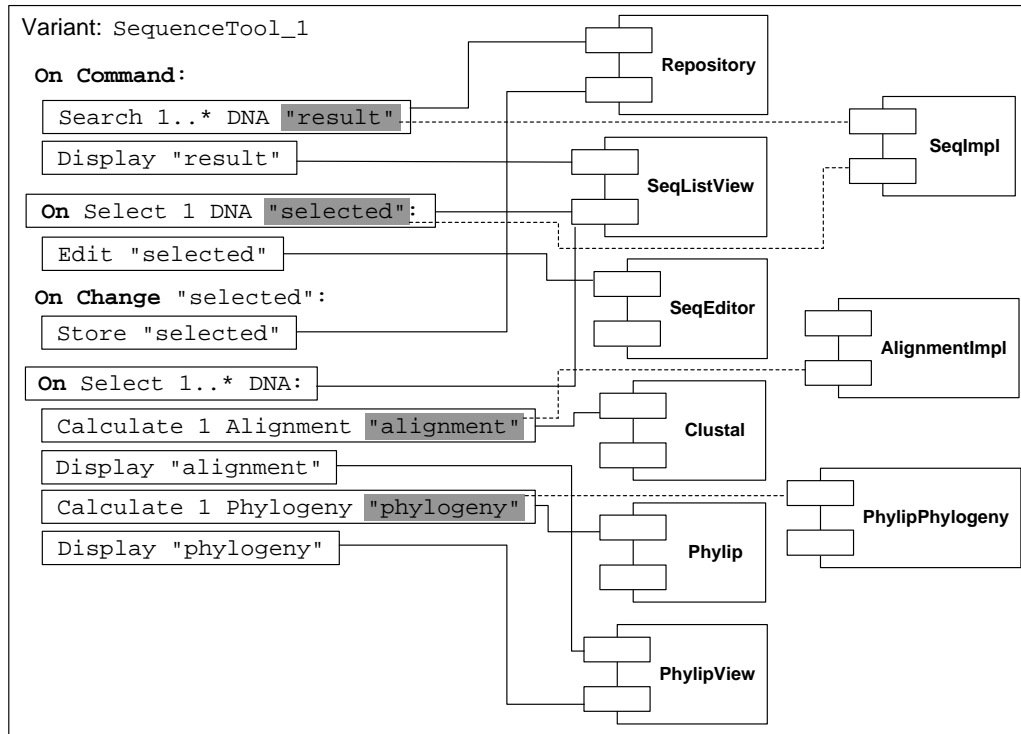 Variant: SequenceTool_1
On Command:
Search 1..* DNA "result"
Display "result"
On Select 1 DNA "selected":
Edit "selected"
On Change "selected":
Store "selected"
On Select 1..* DNA:
Calculate 1 Alignment "alignment"
Display "alignment"
Calculate 1 Phylogeny "phylogeny"
Display "phylogeny"
Repository
SeqListView
SeqEditor
Clustal
Phylip
PhylipView
SeqImpl
AlignmentImpl
PhylipPhylogeny